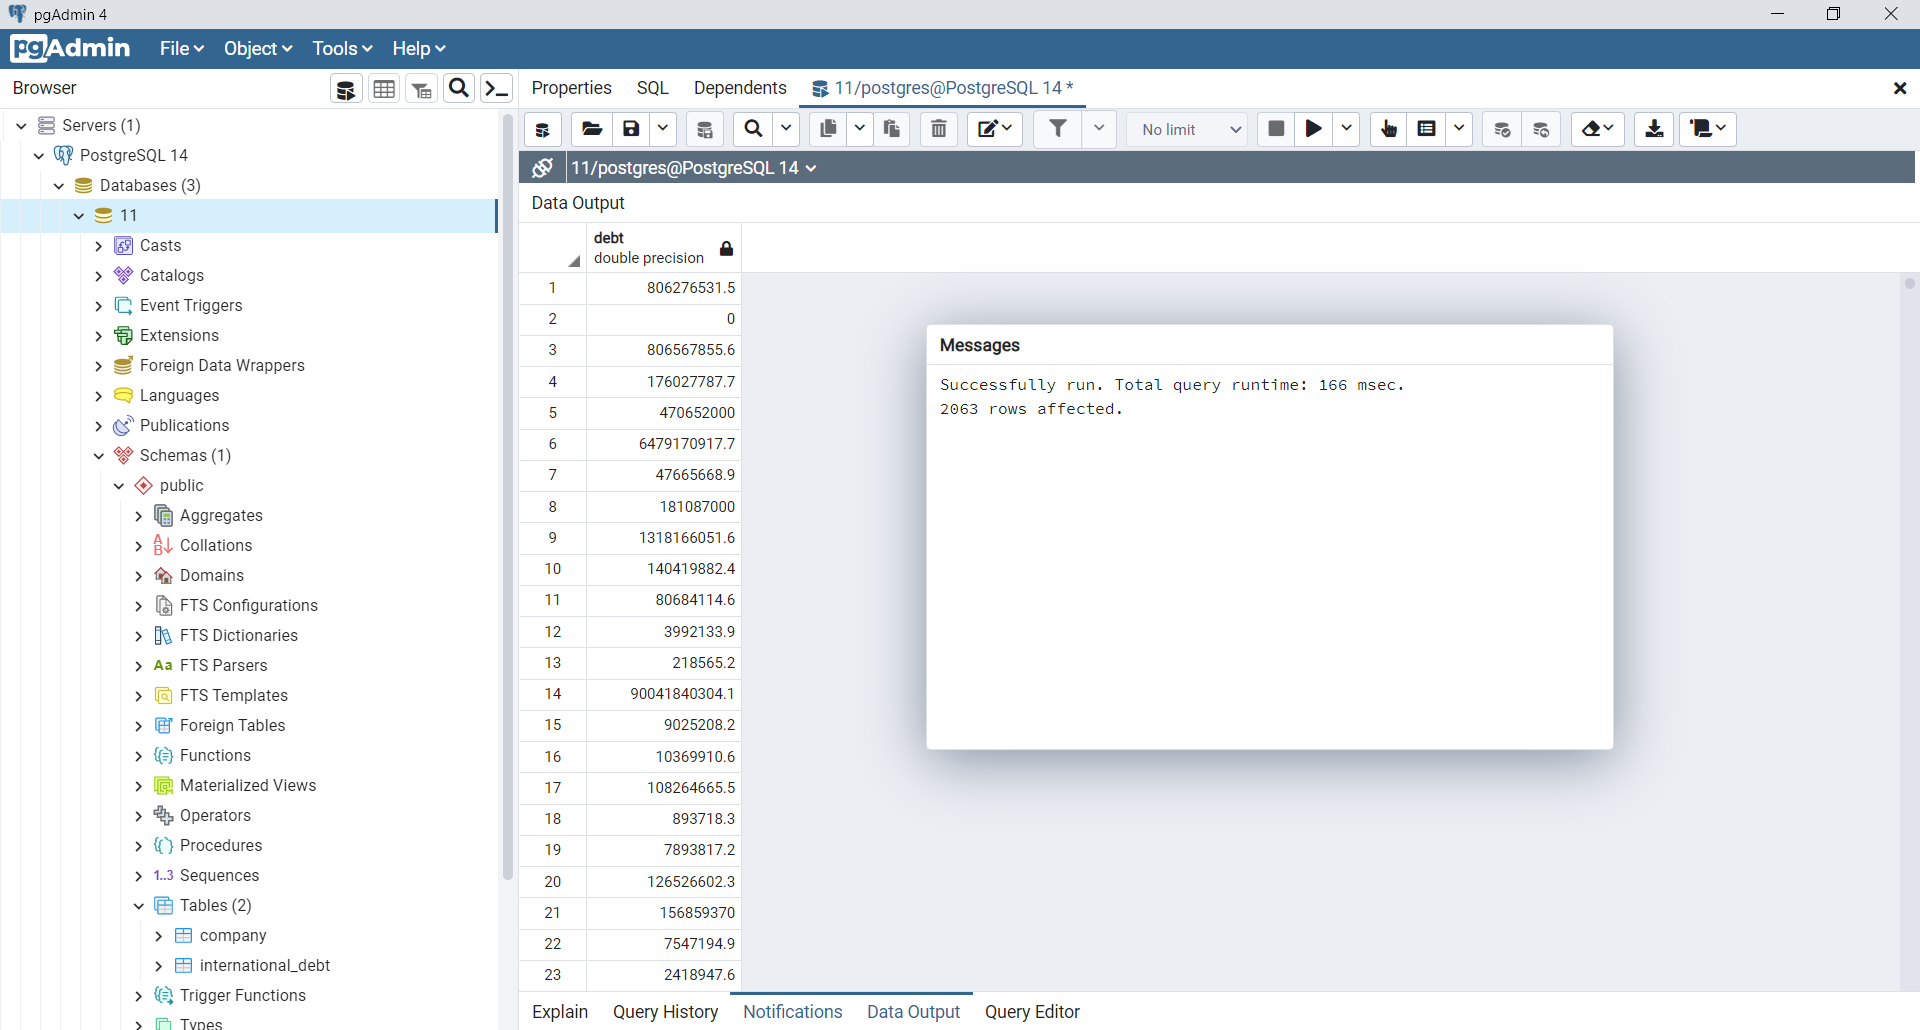 pgAdmin 4
pgAdmin File Object Tools Help
Browser
Properties SQL Dependents 11/postgres@PostgreSQL 14 *
No limit
11/postgres@PostgreSQL 14
Servers (1)
PostgreSQL 14
Databases (3)
11
Casts
Catalogs
Event Triggers
Extensions
Foreign Data Wrappers
Languages
Publications
Schemas (1)
public
Aggregates
Collations
Domains
FTS Configurations
FTS Dictionaries
Aa FTS Parsers
FTS Templates
Foreign Tables
Functions
Materialized Views
Operators
Procedures
1..3 Sequences
Tables (2)
company
international_debt
Trigger Functions
Types
Data Output
debt
double precision
1 806276531.5
2 0
3 806567855.6
4 176027787.7
5 470652000
6 6479170917.7
7 47665668.9
8 181087000
9 1318166051.6
10 140419882.4
11 80684114.6
12 3992133.9
13 218565.2
14 90041840304.1
15 9025208.2
16 10369910.6
17 108264665.5
18 893718.3
19 7893817.2
20 126526602.3
21 156859370
22 7547194.9
23 2418947.6
Messages
Successfully run. Total query runtime: 166 msec.
2063 rows affected.
Explain Query History Notifications Data Output Query Editor